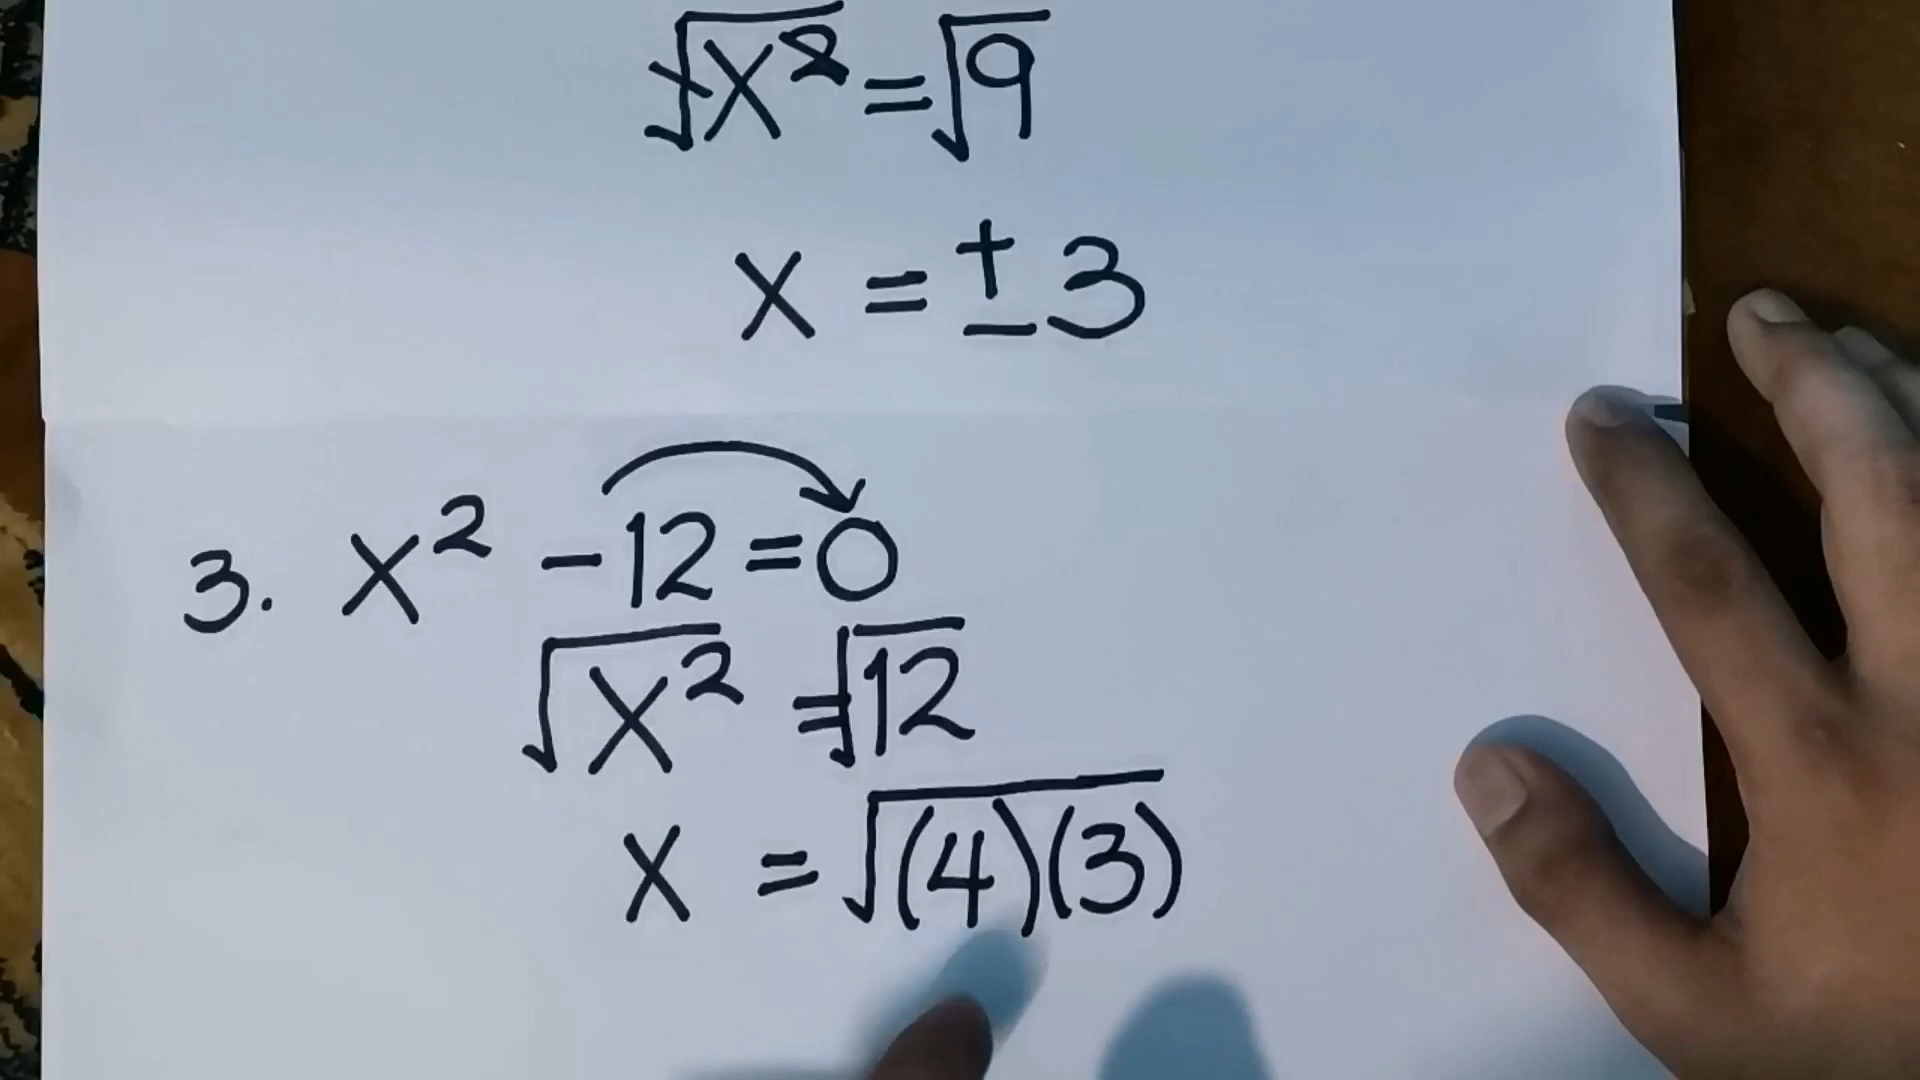 √x² = √9
x = ±3
3. x² - 12 = 0
√x² = √12
x = √(4)(3)